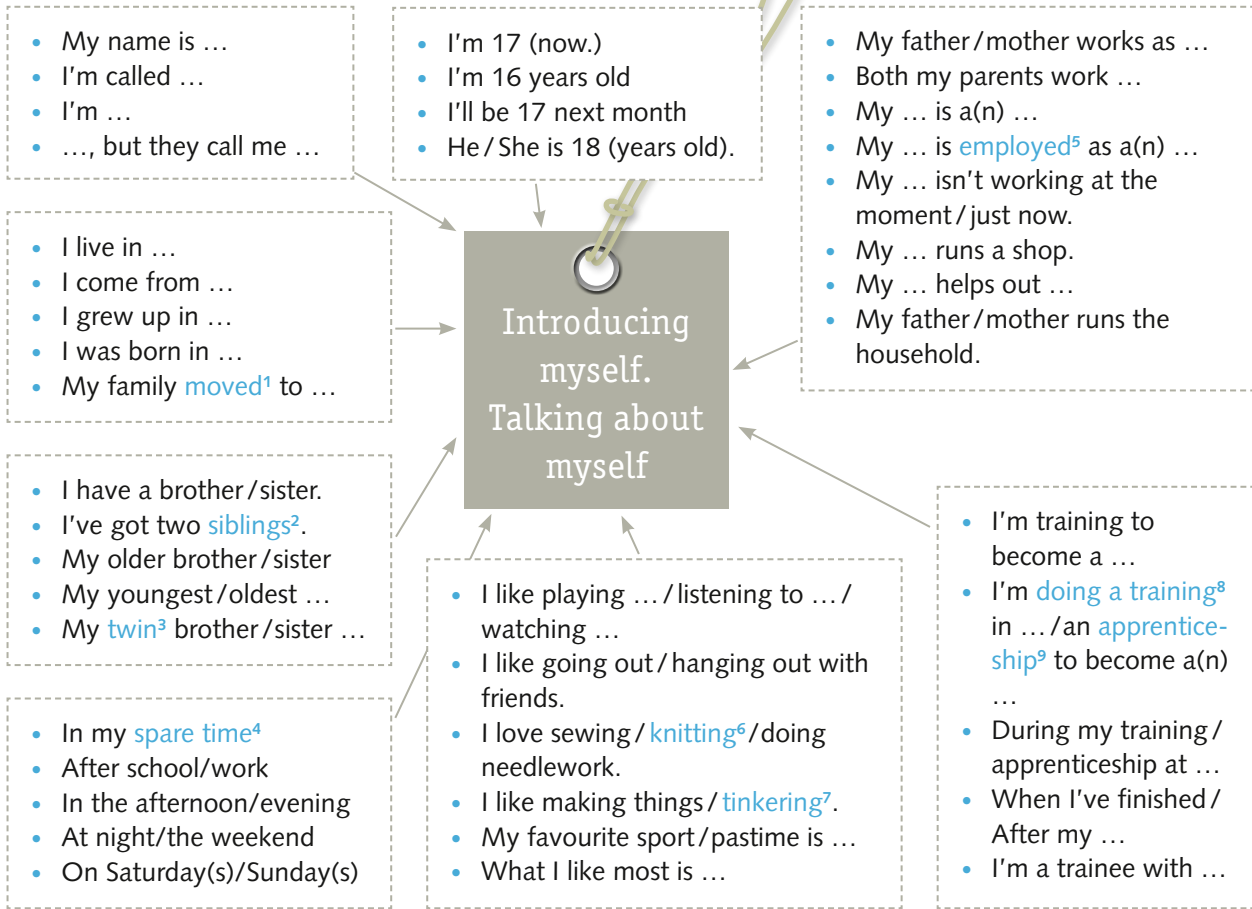 • My name is …
• I'm called …
• I'm …
• …, but they call me …
• I'm 17 (now.)
• I'm 16 years old
• I'll be 17 next month
• He/She is 18 (years old).
• My father/mother works as …
• Both my parents work …
• My … is a(n) …
• My … is employed⁵ as a(n) …
• My … isn't working at the
moment/just now.
• My … runs a shop.
• My … helps out …
• My father/mother runs the
household.
• I live in …
• I come from …
• I grew up in …
• I was born in …
• My family moved¹ to …
Introducing
myself.
Talking about
myself
• I have a brother/sister.
• I've got two siblings².
• My older brother/sister
• My youngest/oldest …
• My twin³ brother/sister …
• In my spare time⁴
• After school/work
• In the afternoon/evening
• At night/the weekend
• On Saturday(s)/Sunday(s)
• I like playing …/listening to …/
watching …
• I like going out/hanging out with
friends.
• I love sewing/knitting⁶/doing
needlework.
• I like making things/tinkering⁷.
• My favourite sport/pastime is …
• What I like most is …
• I'm training to
become a …
• I'm doing a training⁸
in …/an apprentice-
ship⁹ to become a(n)
…
• During my training/
apprenticeship at …
• When I've finished/
After my …
• I'm a trainee with …